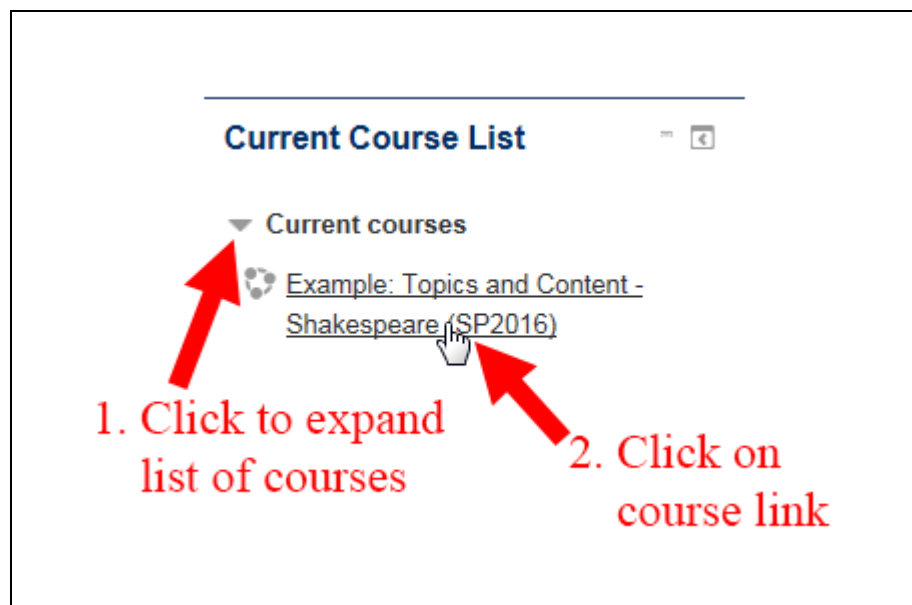 Current Course List
Current courses
Example: Topics and Content -
Shakespeare (SP2016)
1. Click to expand
list of courses
2. Click on
course link